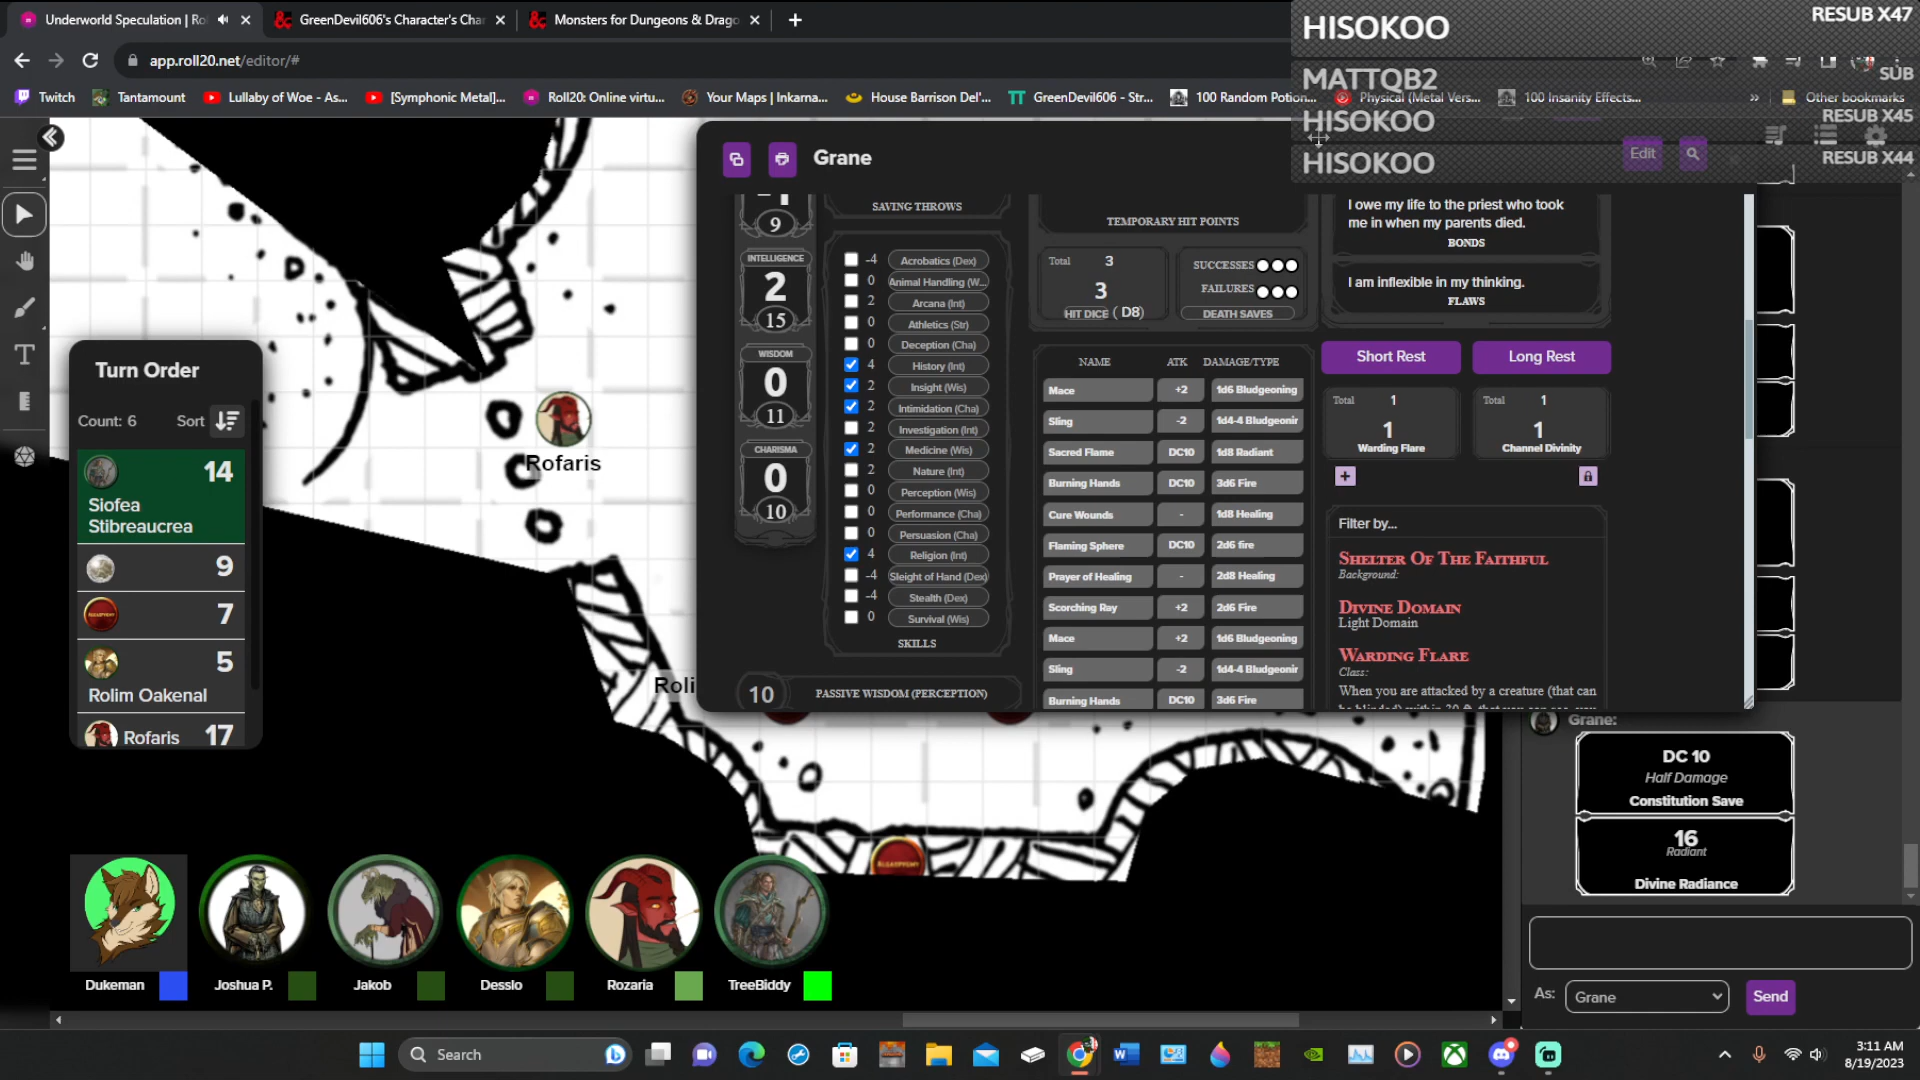 Underworld Speculation | Ro
GreenDevil606's Character's Char
Monsters for Dungeons & Drago
HISOKOO
RESUB X47
app.roll20.net/editor/#
MATTQB2
SUB
Twitch
Tantamount
Lullaby of Woe - As...
[Symphonic Metal]...
Roll20: Online virtu...
Your Maps | Inkarna...
House Barrison Del'...
GreenDevil606 - Str...
100 Random Potion...
Physical (Metal Vers...
100 Insanity Effects...
»
Other bookmarks
HISOKOO
RESUB X45
HISOKOO
RESUB X44
Grane
Edit
9
INTELLIGENCE
2
15
WISDOM
0
11
CHARISMA
0
10
SAVING THROWS
-4 Acrobatics (Dex)
0 Animal Handling (W...
2 Arcana (Int)
0 Athletics (Str)
0 Deception (Cha)
4 History (Int)
2 Insight (Wis)
2 Intimidation (Cha)
2 Investigation (Int)
2 Medicine (Wis)
2 Nature (Int)
0 Perception (Wis)
0 Performance (Cha)
0 Persuasion (Cha)
4 Religion (Int)
-4 Sleight of Hand (Dex)
-4 Stealth (Dex)
0 Survival (Wis)
SKILLS
10 PASSIVE WISDOM (PERCEPTION)
TEMPORARY HIT POINTS
Total 3
3
HIT DICE ( D8)
SUCCESSES
FAILURES
DEATH SAVES
NAME ATK DAMAGE/TYPE
Mace +2 1d6 Bludgeoning
Sling -2 1d4-4 Bludgeonir
Sacred Flame DC10 1d8 Radiant
Burning Hands DC10 3d6 Fire
Cure Wounds - 1d8 Healing
Flaming Sphere DC10 2d6 fire
Prayer of Healing - 2d8 Healing
Scorching Ray +2 2d6 Fire
Mace +2 1d6 Bludgeoning
Sling -2 1d4-4 Bludgeonir
Burning Hands DC10 3d6 Fire
I owe my life to the priest who took
me in when my parents died.
BONDS
I am inflexible in my thinking.
FLAWS
Short Rest
Long Rest
Total 1
1
Warding Flare
Total 1
1
Channel Divinity
+
Filter by...
SHELTER OF THE FAITHFUL
Background:
DIVINE DOMAIN
Light Domain
WARDING FLARE
Class:
When you are attacked by a creature (that can
be blinded) within 30 ft. that you can see, you
Turn Order
Count: 6
Sort
14
Siofea
Stibreaucrea
9
7
5
Rolim Oakenal
Rofaris 17
Rofaris
Roli
Grane:
DC 10
Half Damage
Constitution Save
16
Radiant
Divine Radiance
As:
Grane
Send
Dukeman
Joshua P.
Jakob
Desslo
Rozaria
TreeBiddy
Search
3:11 AM
8/19/2023